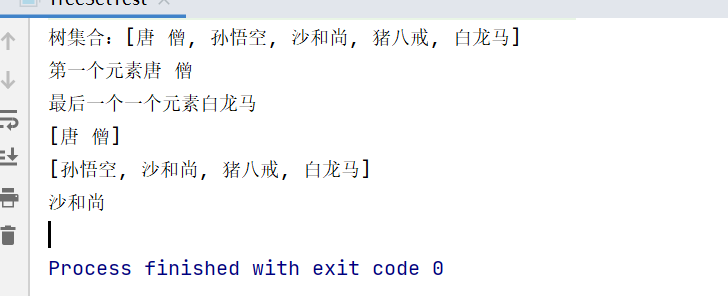 TreeSetTest
树集合：[唐 僧, 孙悟空, 沙和尚, 猪八戒, 白龙马]
第一个元素唐 僧
最后一个一个元素白龙马
[唐 僧]
[孙悟空, 沙和尚, 猪八戒, 白龙马]
沙和尚
Process finished with exit code 0